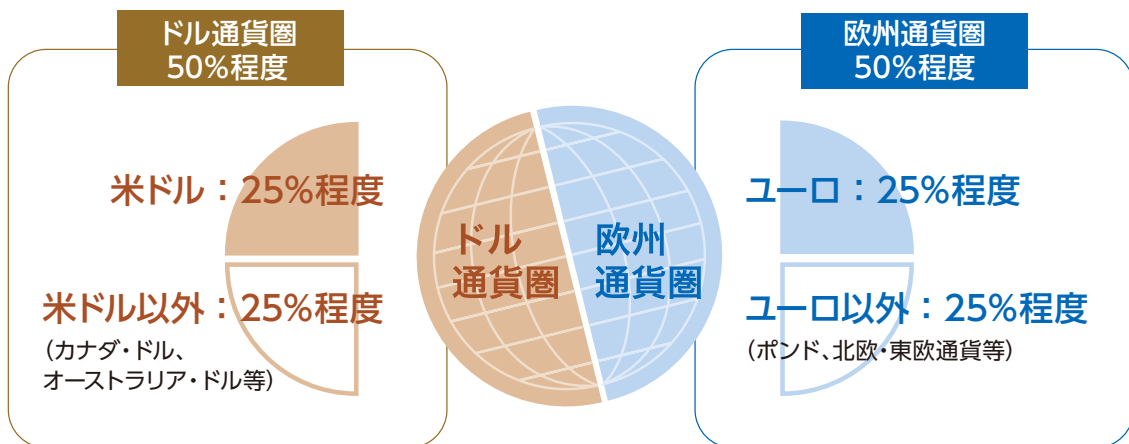 ドル通貨圏
50%程度
米ドル：25%程度
米ドル以外：25%程度
（カナダ・ドル、
オーストラリア・ドル等）
ドル
通貨圏
欧州
通貨圏
欧州通貨圏
50%程度
ユーロ：25%程度
ユーロ以外：25%程度
（ポンド、北欧・東欧通貨等）